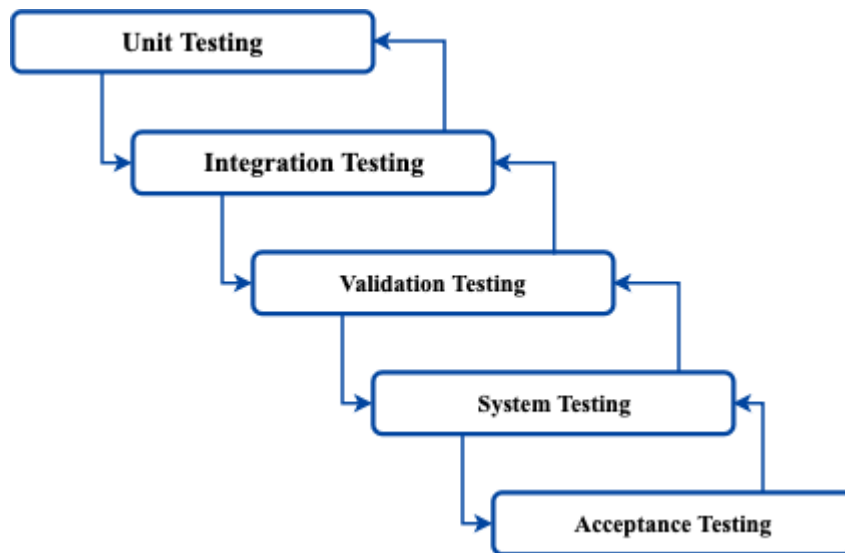 Unit Testing
Integration Testing
Validation Testing
System Testing
Acceptance Testing